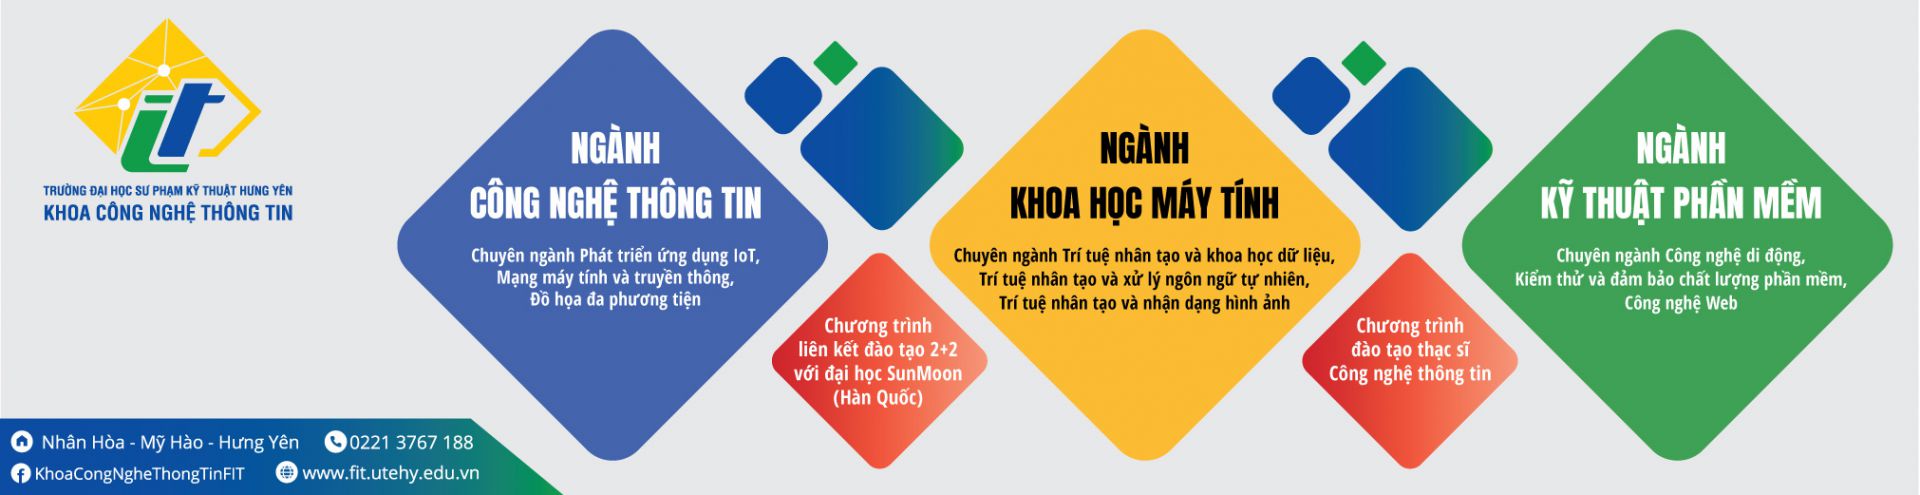 it
TRƯỜNG ĐẠI HỌC SƯ PHẠM KỸ THUẬT HƯNG YÊN
KHOA CÔNG NGHỆ THÔNG TIN
NGÀNH
CÔNG NGHỆ THÔNG TIN
Chuyên ngành Phát triển ứng dụng IoT,
Mạng máy tính và truyền thông,
Đồ họa đa phương tiện
Chương trình
liên kết đào tạo 2+2
với đại học SunMoon
(Hàn Quốc)
NGÀNH
KHOA HỌC MÁY TÍNH
Chuyên ngành Trí tuệ nhân tạo và khoa học dữ liệu,
Trí tuệ nhân tạo và xử lý ngôn ngữ tự nhiên,
Trí tuệ nhân tạo và nhận dạng hình ảnh
Chương trình
đào tạo thạc sĩ
Công nghệ thông tin
NGÀNH
KỸ THUẬT PHẦN MỀM
Chuyên ngành Công nghệ di động,
Kiểm thử và đảm bảo chất lượng phần mềm,
Công nghệ Web
Nhân Hòa - Mỹ Hào - Hưng Yên 0221 3767 188
KhoaCongNgheThongTinFIT www.fit.utehy.edu.vn